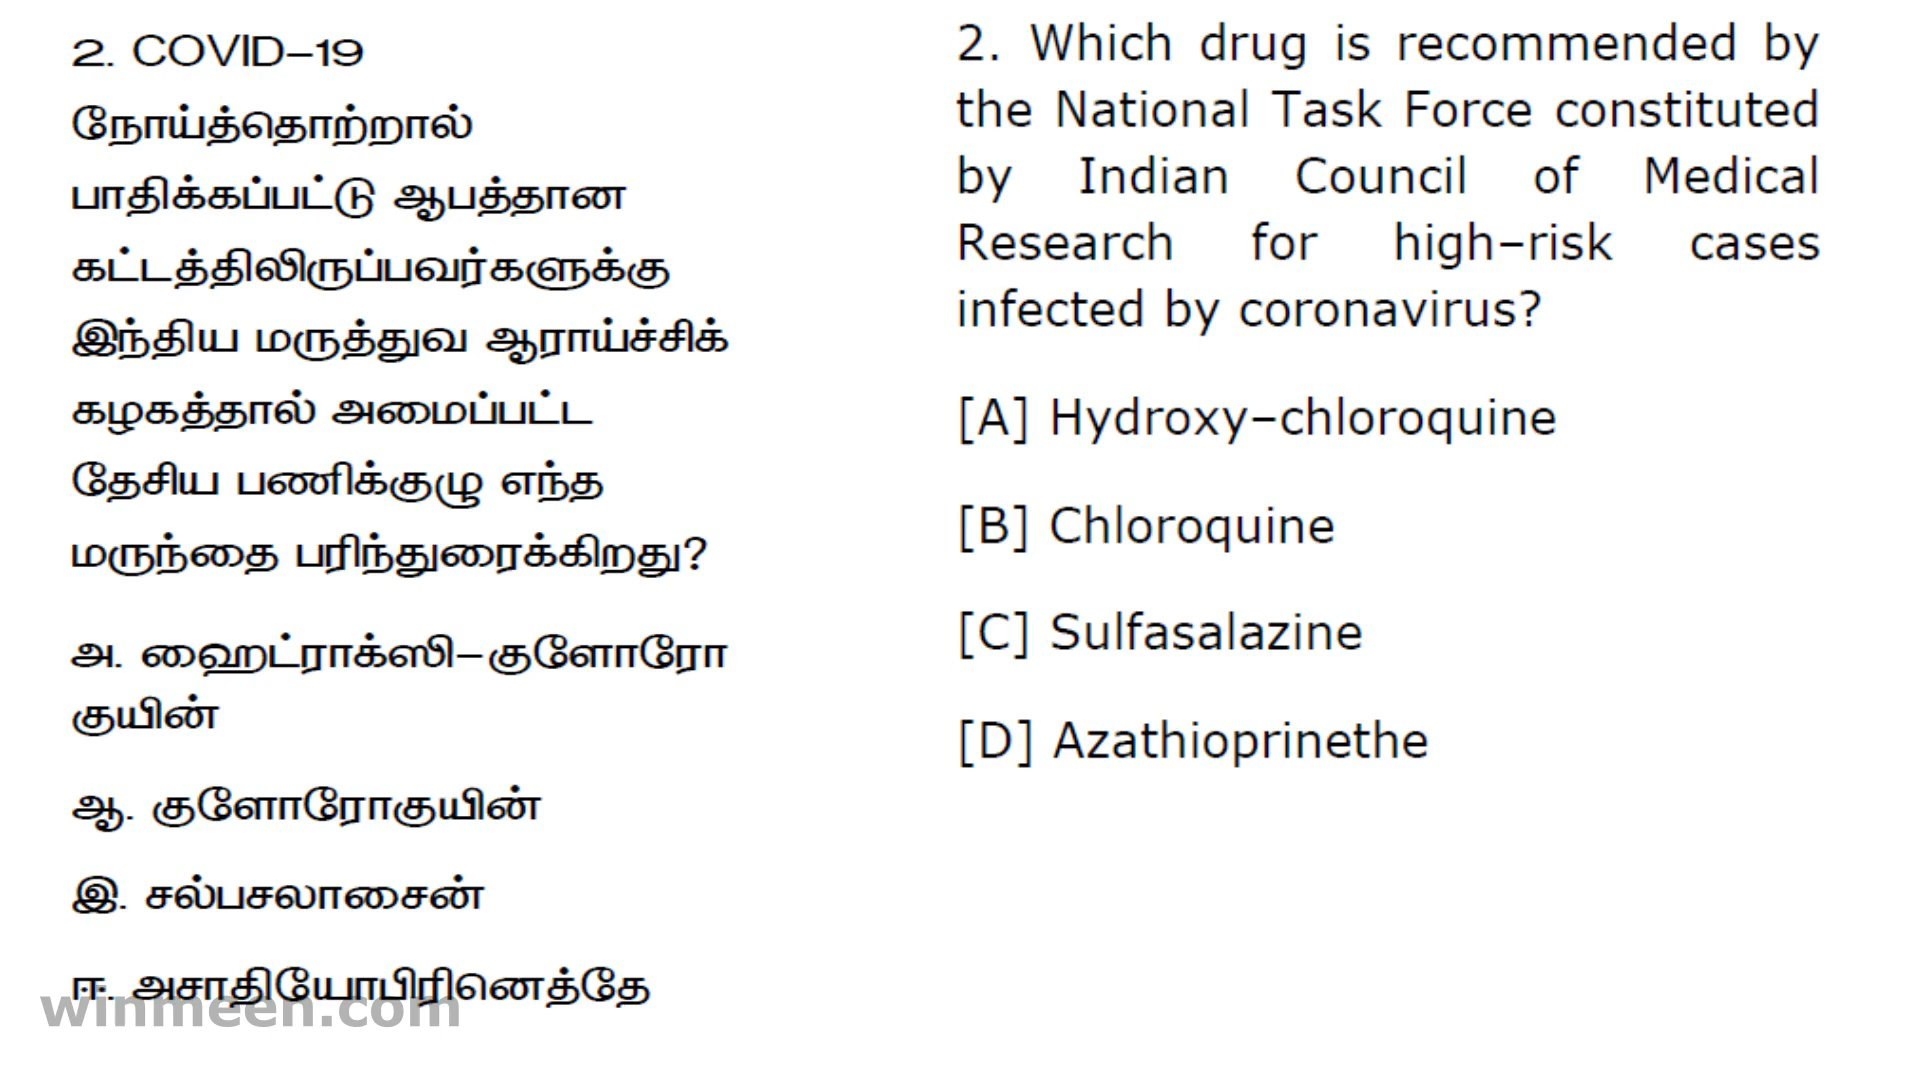 2. COVID–19
நோய்த்தொற்றால்
பாதிக்கப்பட்டு ஆபத்தான
கட்டத்திலிருப்பவர்களுக்கு
இந்திய மருத்துவ ஆராய்ச்சிக்
கழகத்தால் அமைப்பட்ட
தேசிய பணிக்குழு எந்த
மருந்தை பரிந்துரைக்கிறது?
அ. ஹைட்ராக்ஸி–குளோரோ
குயின்
ஆ. குளோரோகுயின்
இ. சல்பசலாசைன்
ஈ. அசாதியோபிரினெத்தே
winmeen.com
2. Which drug is recommended by
the National Task Force constituted
by Indian Council of Medical
Research for high–risk cases
infected by coronavirus?
[A] Hydroxy–chloroquine
[B] Chloroquine
[C] Sulfasalazine
[D] Azathioprinethe